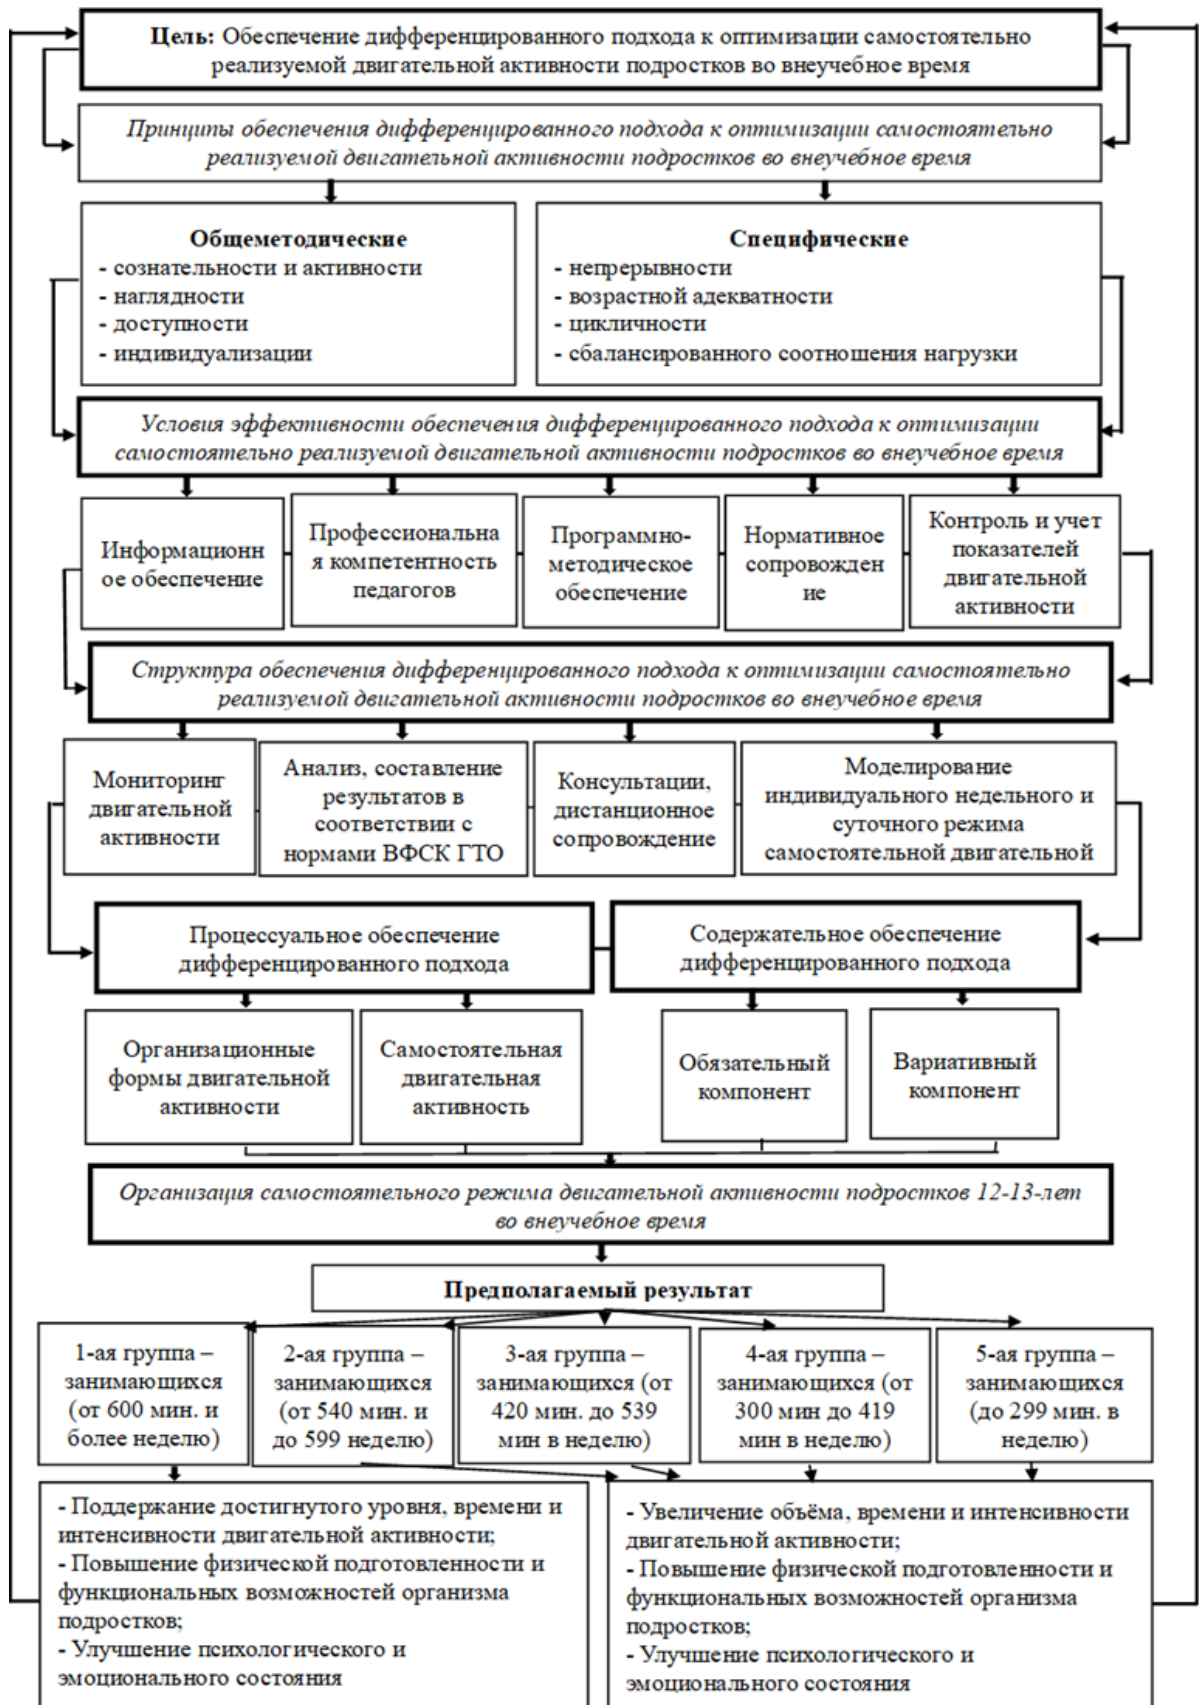 Цель: Обеспечение дифференцированного подхода к оптимизации самостоятельно
реализуемой двигательной активности подростков во внеучебное время
Принципы обеспечения дифференцированного подхода к оптимизации самостоятельно
реализуемой двигательной активности подростков во внеучебное время
Общеметодические
- сознательности и активности
- наглядности
- доступности
- индивидуализации
Специфические
- непрерывности
- возрастной адекватности
- цикличности
- сбалансированного соотношения нагрузки
Условия эффективности обеспечения дифференцированного подхода к оптимизации
самостоятельно реализуемой двигательной активности подростков во внеучебное время
Информационн
ое обеспечение
Профессиональна
я компетентность
педагогов
Программно-
методическое
обеспечение
Нормативное
сопровожден
ие
Контроль и учет
показателей
двигательной
активности
Структура обеспечения дифференцированного подхода к оптимизации самостоятельно
реализуемой двигательной активности подростков во внеучебное время
Мониторинг
двигательной
активности
Анализ, составление
результатов в
соответствии с
нормами ВФСК ГТО
Консультации,
дистанционное
сопровождение
Моделирование
индивидуального недельного и
суточного режима
самостоятельной двигательной
Процессуальное обеспечение
дифференцированного подхода
Содержательное обеспечение
дифференцированного подхода
Организационные
формы двигательной
активности
Самостоятельная
двигательная
активность
Обязательный
компонент
Вариативный
компонент
Организация самостоятельного режима двигательной активности подростков 12-13-лет
во внеучебное время
Предполагаемый результат
1-ая группа –
занимающихся
(от 600 мин. и
более неделю)
2-ая группа –
занимающихся
(от 540 мин. и
до 599 неделю)
3-ая группа –
занимающихся (от
420 мин. до 539
мин в неделю)
4-ая группа –
занимающихся (от
300 мин до 419
мин в неделю)
5-ая группа –
занимающихся
(до 299 мин. в
неделю)
- Поддержание достигнутого уровня, времени и
интенсивности двигательной активности;
- Повышение физической подготовленности и
функциональных возможностей организма
подростков;
- Улучшение психологического и
эмоционального состояния
- Увеличение объёма, времени и интенсивности
двигательной активности;
- Повышение физической подготовленности и
функциональных возможностей организма
подростков;
- Улучшение психологического и
эмоционального состояния